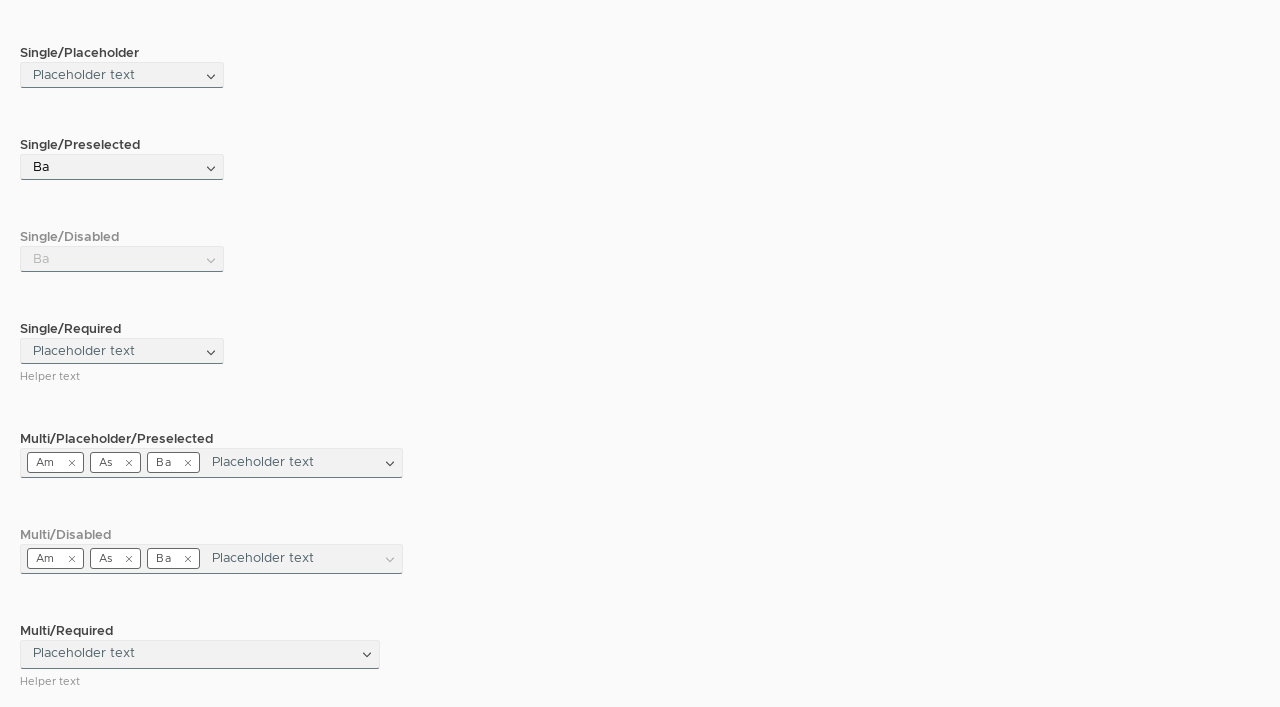 Single/Placeholder
Placeholder text
Single/Preselected
Ba
Single/Disabled
Ba
Single/Required
Placeholder text
Helper text
Multi/Placeholder/Preselected
Am As Ba Placeholder text
Multi/Disabled
Am As Ba Placeholder text
Multi/Required
Placeholder text
Helper text